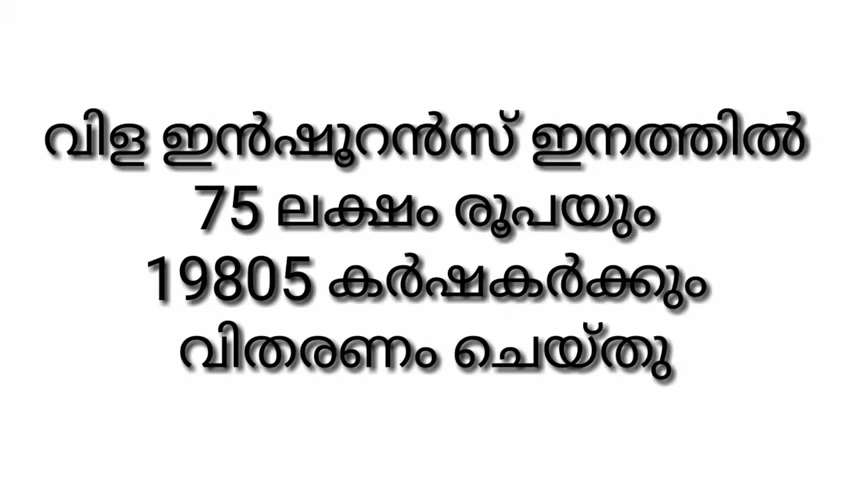 വിള ഇൻഷൂറൻസ് ഇനത്തിൽ
75 ലക്ഷം രൂപയും
19805 കർഷകർക്കും
വിതരണം ചെയ്തു